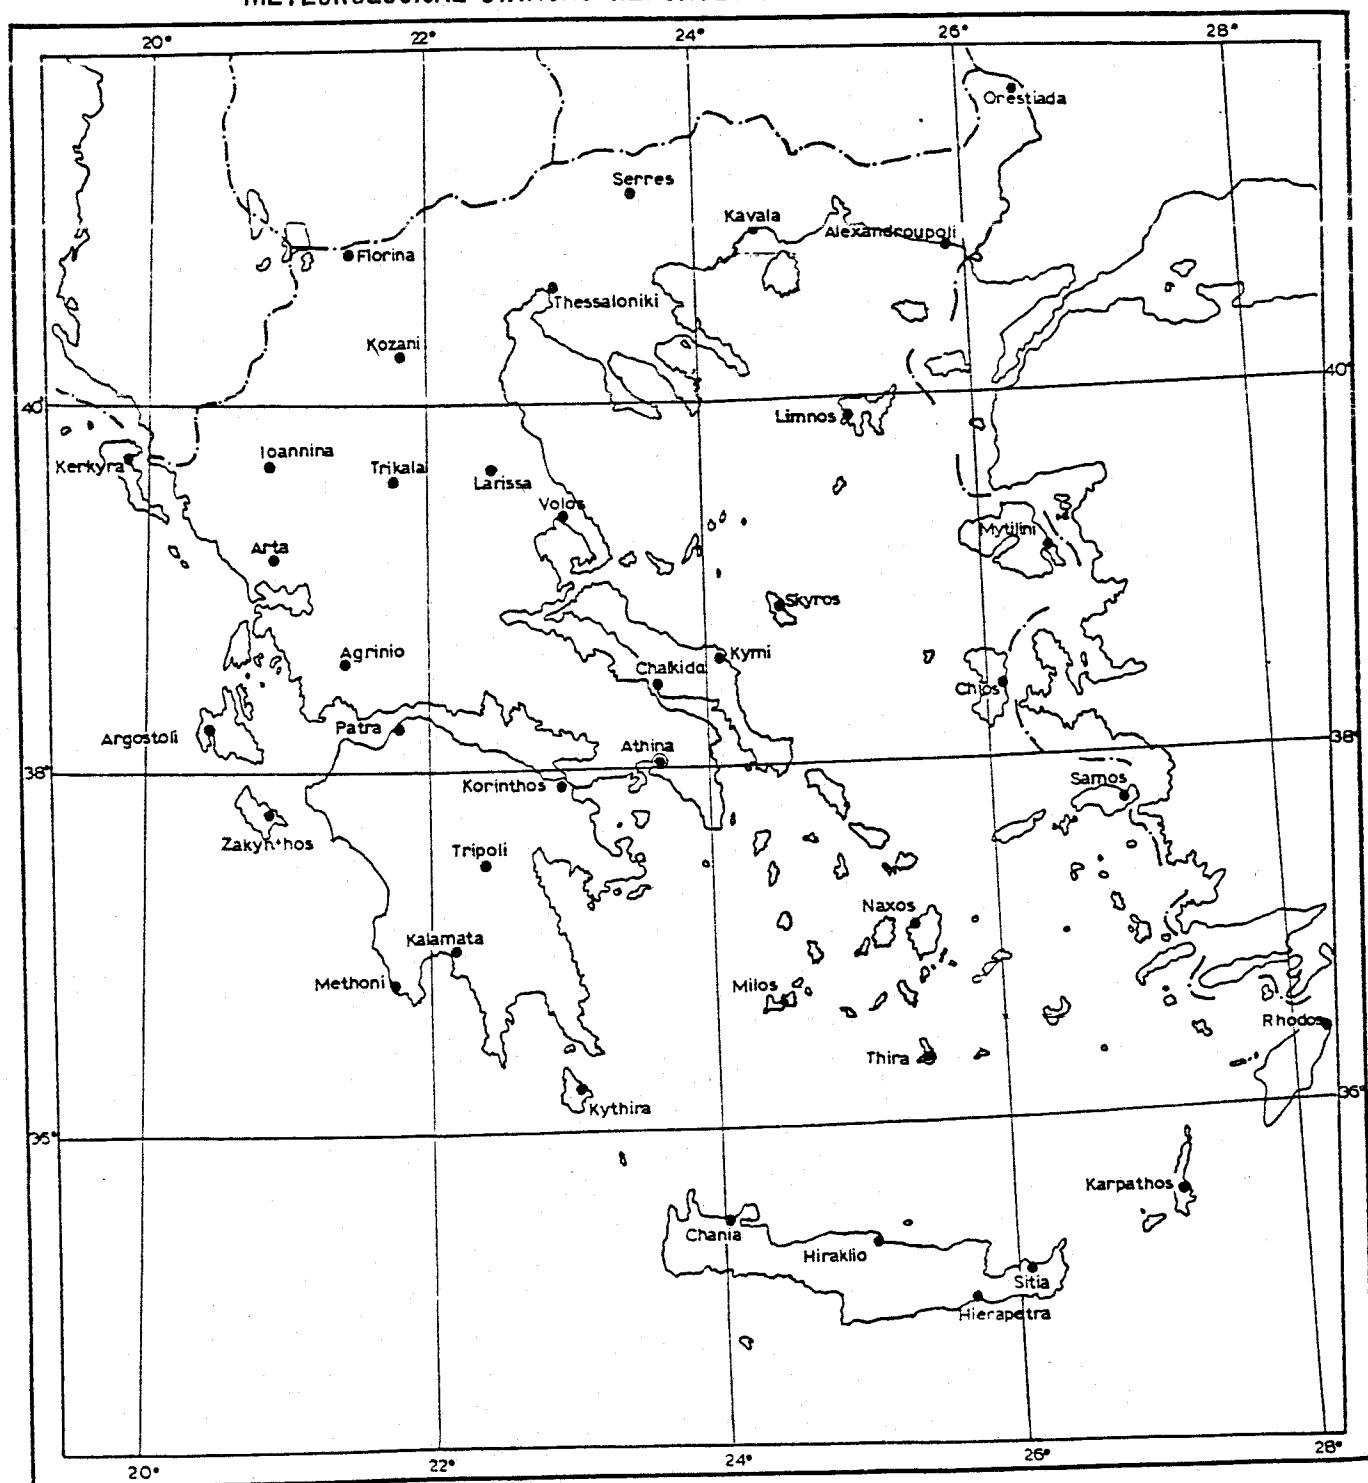 20° 22° 24° 26° 28°
Orestiada
Serres
Kavala
Alexandroupoli
Florina
Thessaloniki
Kozani
40° 40°
Limnos
Ioannina
Kerkyra
Trikala
Larissa
Volos
Mytilini
Arta
Skyros
Agrinio
Kymi
Chalkida
Chios
Patra
Argostoli
38°
Athina
38°
Samos
Korinthos
Zakynthos
Tripoli
Naxos
Kalamata
Methoni
Milos
Rhodos
Thira
36°
Kythira
36°
Karpathos
Chania
Hiraklio
Sitia
Hierapetra
20° 22° 24° 26° 28°